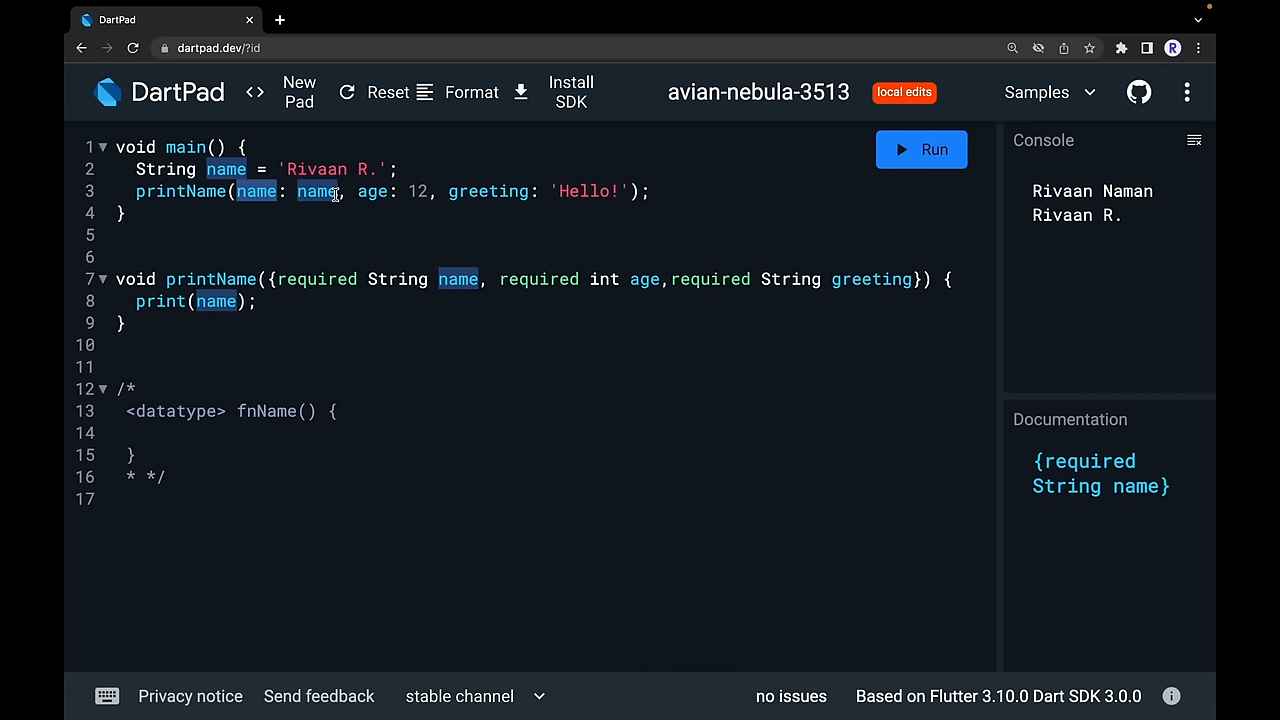 DartPad
dartpad.dev/?id
R
DartPad
<> New Pad
Reset
Format
Install SDK
avian-nebula-3513
local edits
Samples
1 void main() {
2 String name = 'Rivaan R.';
3 printName(name: name, age: 12, greeting: 'Hello!');
4 }
5
6
7 void printName({required String name, required int age,required String greeting}) {
8 print(name);
9 }
10
11
12 /*
13 <datatype> fnName() {
14
15 }
16 * */
17
Run
Console
Rivaan Naman
Rivaan R.
Documentation
{required
String name}
Privacy notice
Send feedback
stable channel
no issues
Based on Flutter 3.10.0 Dart SDK 3.0.0